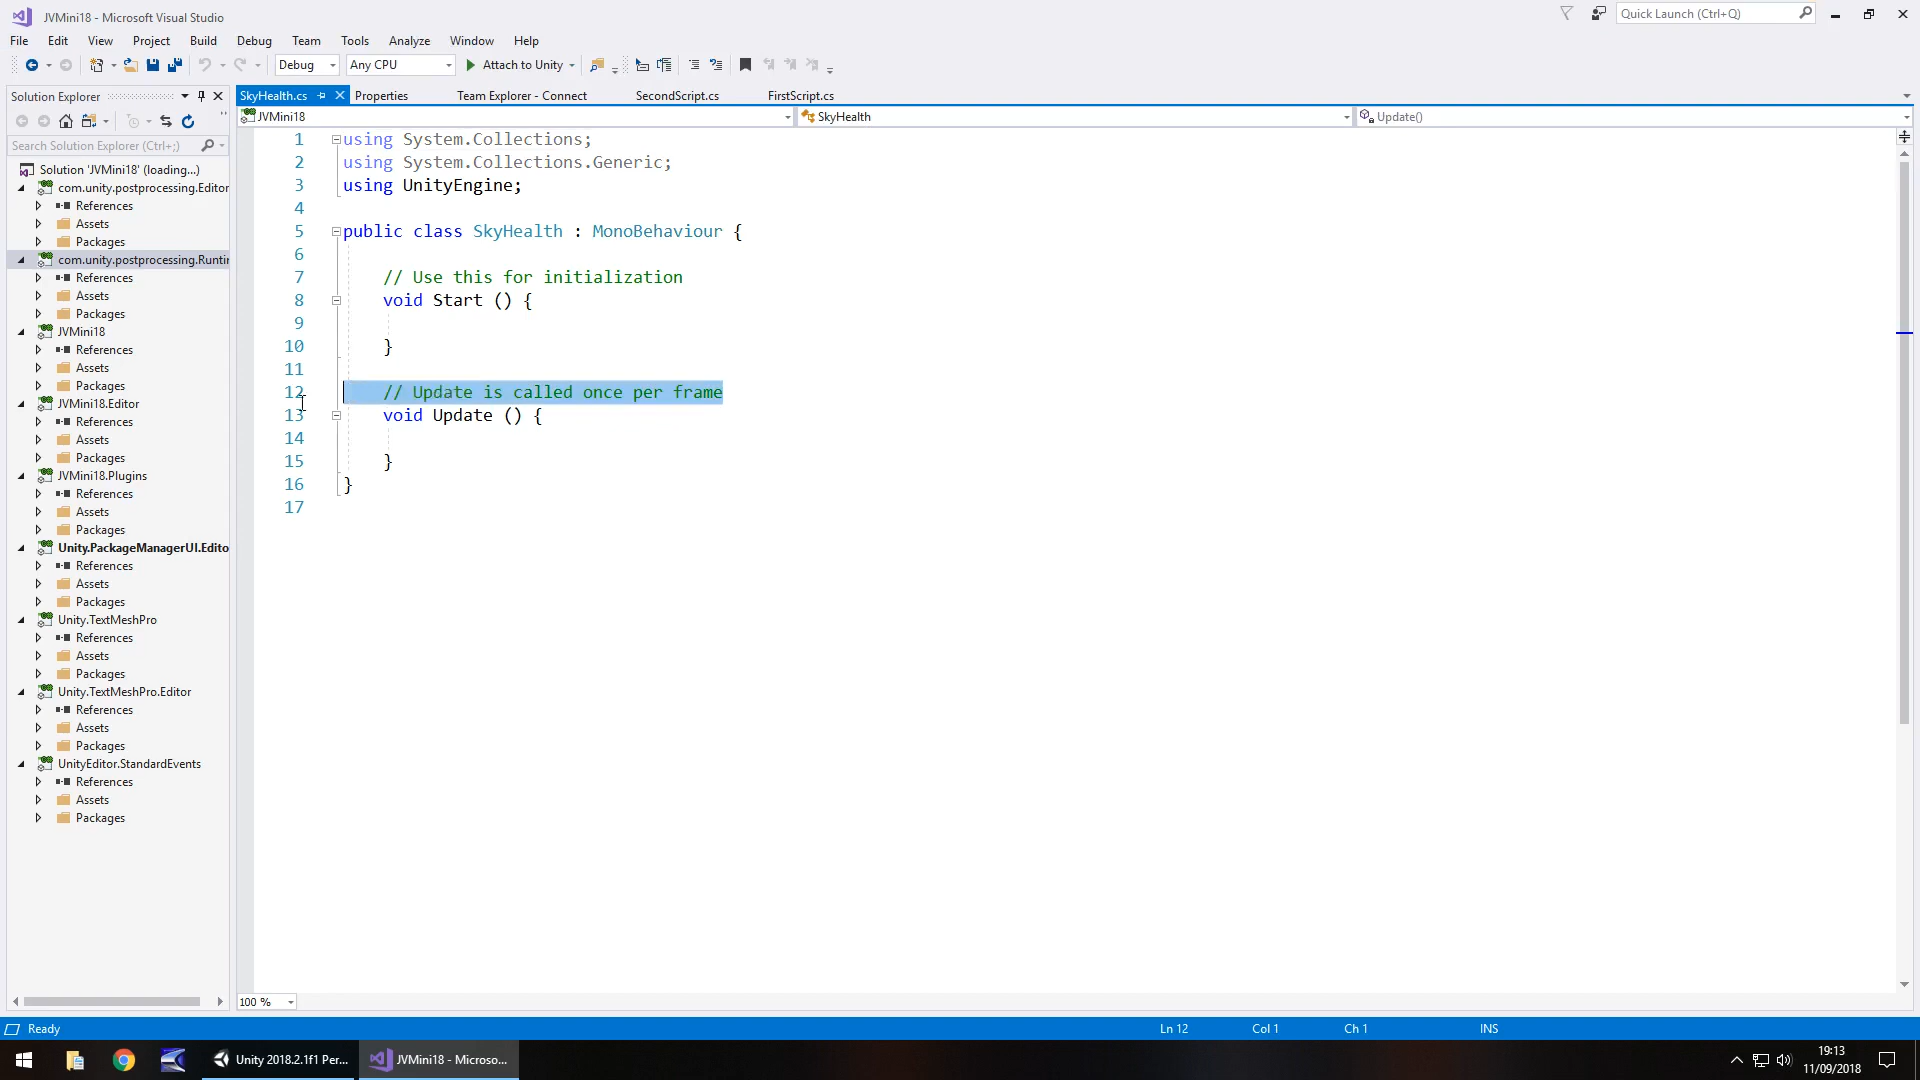 JVMini18 - Microsoft Visual Studio
Quick Launch (Ctrl+Q)
File Edit View Project Build Debug Team Tools Analyze Window Help
Debug Any CPU Attach to Unity
Solution Explorer
SkyHealth.cs Properties Team Explorer - Connect SecondScript.cs FirstScript.cs
JVMini18 SkyHealth Update()
Search Solution Explorer (Ctrl+;)
Solution 'JVMini18' (loading...)
com.unity.postprocessing.Editor
References
Assets
Packages
com.unity.postprocessing.Runtin
References
Assets
Packages
JVMini18
References
Assets
Packages
JVMini18.Editor
References
Assets
Packages
JVMini18.Plugins
References
Assets
Packages
Unity.PackageManagerUI.Edito
References
Assets
Packages
Unity.TextMeshPro
References
Assets
Packages
Unity.TextMeshPro.Editor
References
Assets
Packages
UnityEditor.StandardEvents
References
Assets
Packages
1 using System.Collections;
2 using System.Collections.Generic;
3 using UnityEngine;
4
5 public class SkyHealth : MonoBehaviour {
6
7 // Use this for initialization
8 void Start () {
9
10 }
11
12 // Update is called once per frame
13 void Update () {
14
15 }
16 }
17
100 %
Ready Ln 12 Col 1 Ch 1 INS
Unity 2018.2.1f1 Per... JVMini18 - Microso... 19:13
11/09/2018